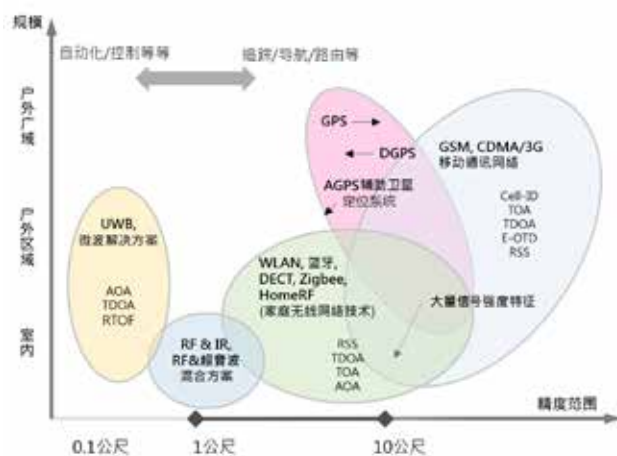 规模
自动化/控制等等
追踪/导航/路由等
户外广域
GPS
DGPS
AGPS辅助卫星
定位系统
GSM, CDMA/3G
移动通讯网络
Cell-ID
TOA
TDOA
E-OTD
RSS
户外区域
UWB,
微波解决方案
AOA
TDOA
RTOF
WLAN, 蓝牙,
DECT, Zigbee,
HomeRF
(家庭无线网络技术)
RSS
TDOA
TOA
AOA
大量信号强度特征
室内
RF & IR,
RF&超音波
混合方案
精度范围
0.1公尺
1公尺
10公尺